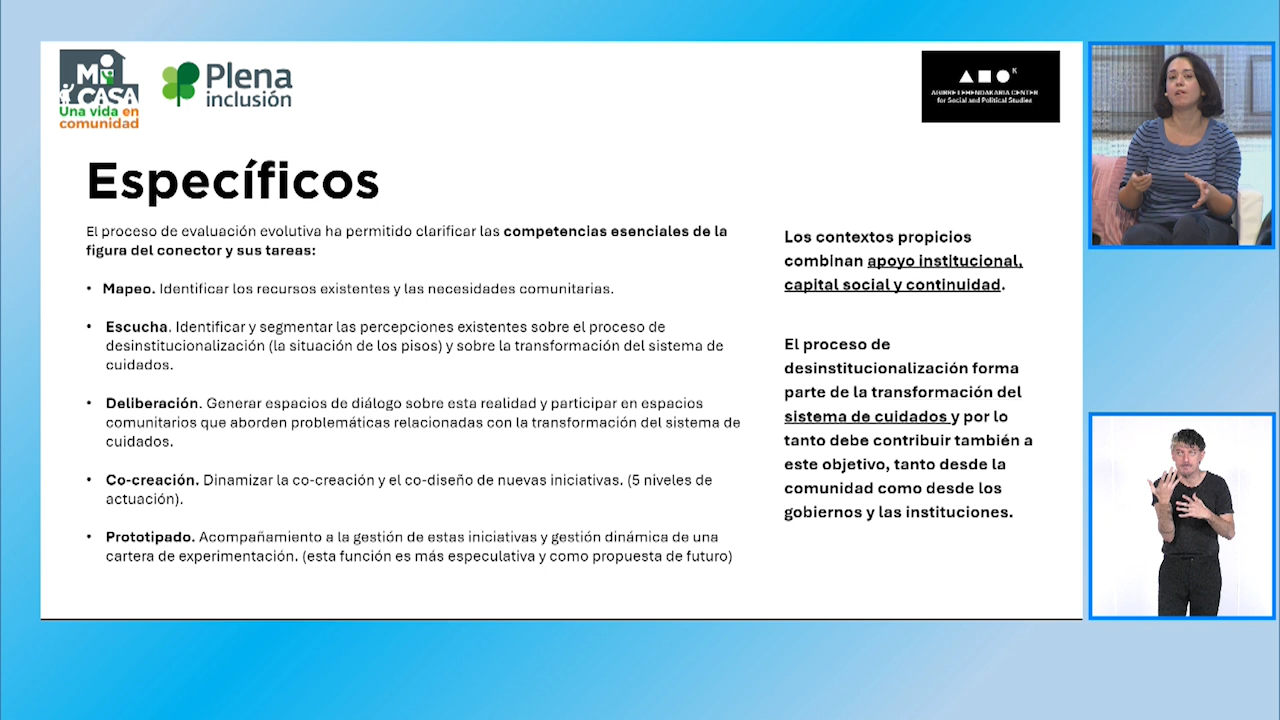 Mi
CASA
Una vida en
comunidad
Plena
inclusión
AGIRRE LEHENDAKARIA CENTER
for Social and Political Studies
Específicos
El proceso de evaluación evolutiva ha permitido clarificar las competencias esenciales de la
figura del conector y sus tareas:
• Mapeo. Identificar los recursos existentes y las necesidades comunitarias.
• Escucha. Identificar y segmentar las percepciones existentes sobre el proceso de
desinstitucionalización (la situación de los pisos) y sobre la transformación del sistema de
cuidados.
• Deliberación. Generar espacios de diálogo sobre esta realidad y participar en espacios
comunitarios que aborden problemáticas relacionadas con la transformación del sistema de
cuidados.
• Co-creación. Dinamizar la co-creación y el co-diseño de nuevas iniciativas. (5 niveles de
actuación).
• Prototipado. Acompañamiento a la gestión de estas iniciativas y gestión dinámica de una
cartera de experimentación. (esta función es más especulativa y como propuesta de futuro)
Los contextos propicios
combinan apoyo institucional,
capital social y continuidad.
El proceso de
desinstitucionalización forma
parte de la transformación del
sistema de cuidados y por lo
tanto debe contribuir también a
este objetivo, tanto desde la
comunidad como desde los
gobiernos y las instituciones.